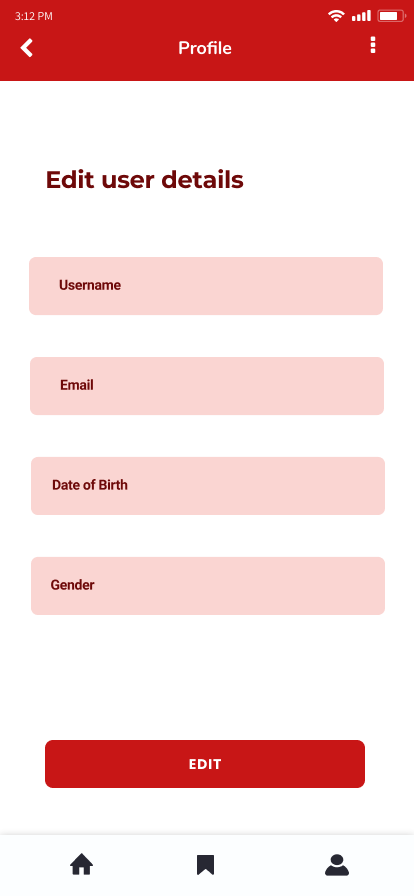 3:12 PM
Profile
Edit user details
Username
Email
Date of Birth
Gender
EDIT